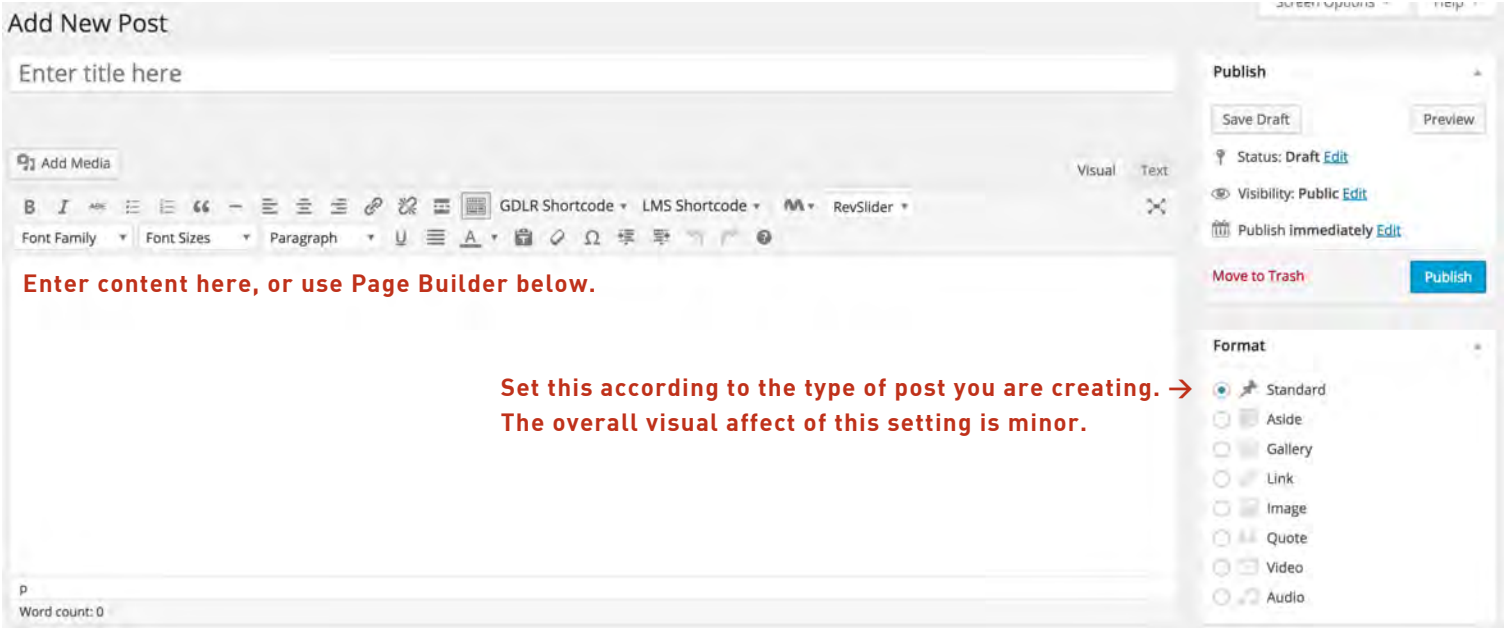 Screen Options Help
Add New Post
Enter title here
Add Media
Visual Text
B I ABC GDLR Shortcode LMS Shortcode RevSlider
Font Family Font Sizes Paragraph U A Ω
Enter content here, or use Page Builder below.
Set this according to the type of post you are creating. →
The overall visual affect of this setting is minor.
p
Word count: 0
Publish
Save Draft Preview
Status: Draft Edit
Visibility: Public Edit
Publish immediately Edit
Move to Trash Publish
Format
Standard
Aside
Gallery
Link
Image
Quote
Video
Audio